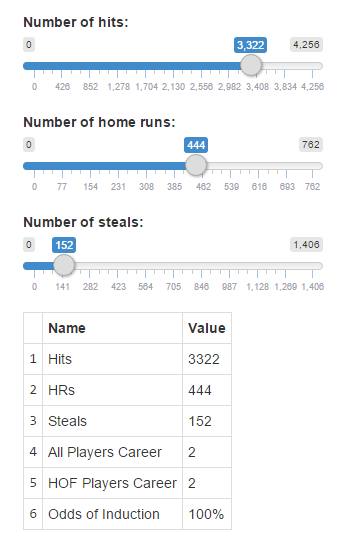 Number of hits:
0 3,322 4,256
0 426 852 1,278 1,704 2,130 2,556 2,982 3,408 3,834 4,256
Number of home runs:
0 444 762
0 77 154 231 308 385 462 539 616 693 762
Number of steals:
0 152 1,406
0 141 282 423 564 705 846 987 1,128 1,269 1,406
Name Value
1 Hits 3322
2 HRs 444
3 Steals 152
4 All Players Career 2
5 HOF Players Career 2
6 Odds of Induction 100%